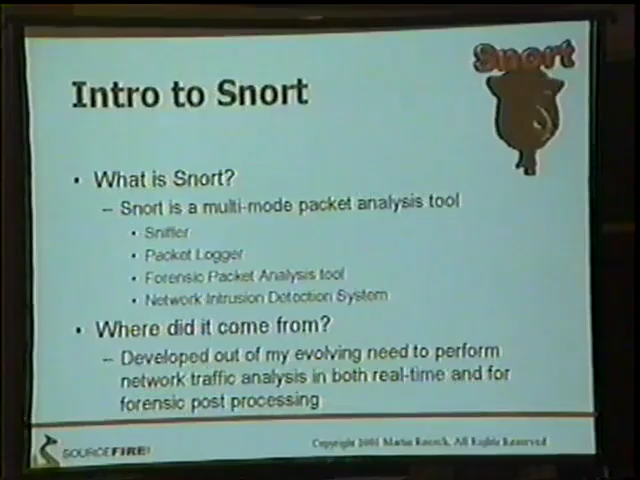 Snort
Intro to Snort
• What is Snort?
– Snort is a multi-mode packet analysis tool
• Sniffer
• Packet Logger
• Forensic Packet Analysis tool
• Network Intrusion Detection System
• Where did it come from?
– Developed out of my evolving need to perform
network traffic analysis in both real-time and for
forensic post processing
SOURCEFIRE
Copyright 2001 Martin Roesch, All Rights Reserved